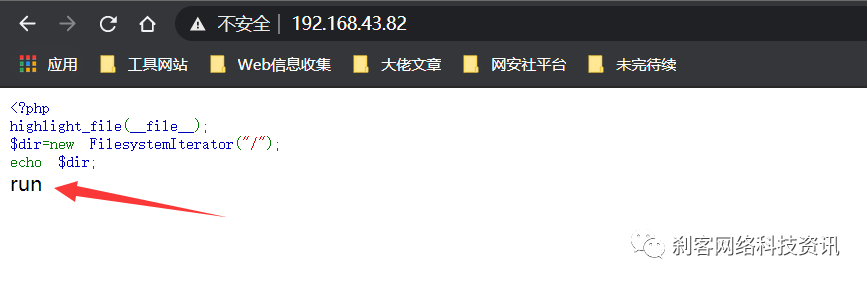 不安全 | 192.168.43.82
应用 工具网站 Web信息收集 大佬文章 网安社平台 未完待续
<?php
highlight_file(__file__);
$dir=new FilesystemIterator("/");
echo $dir;
run
刹客网络科技资讯